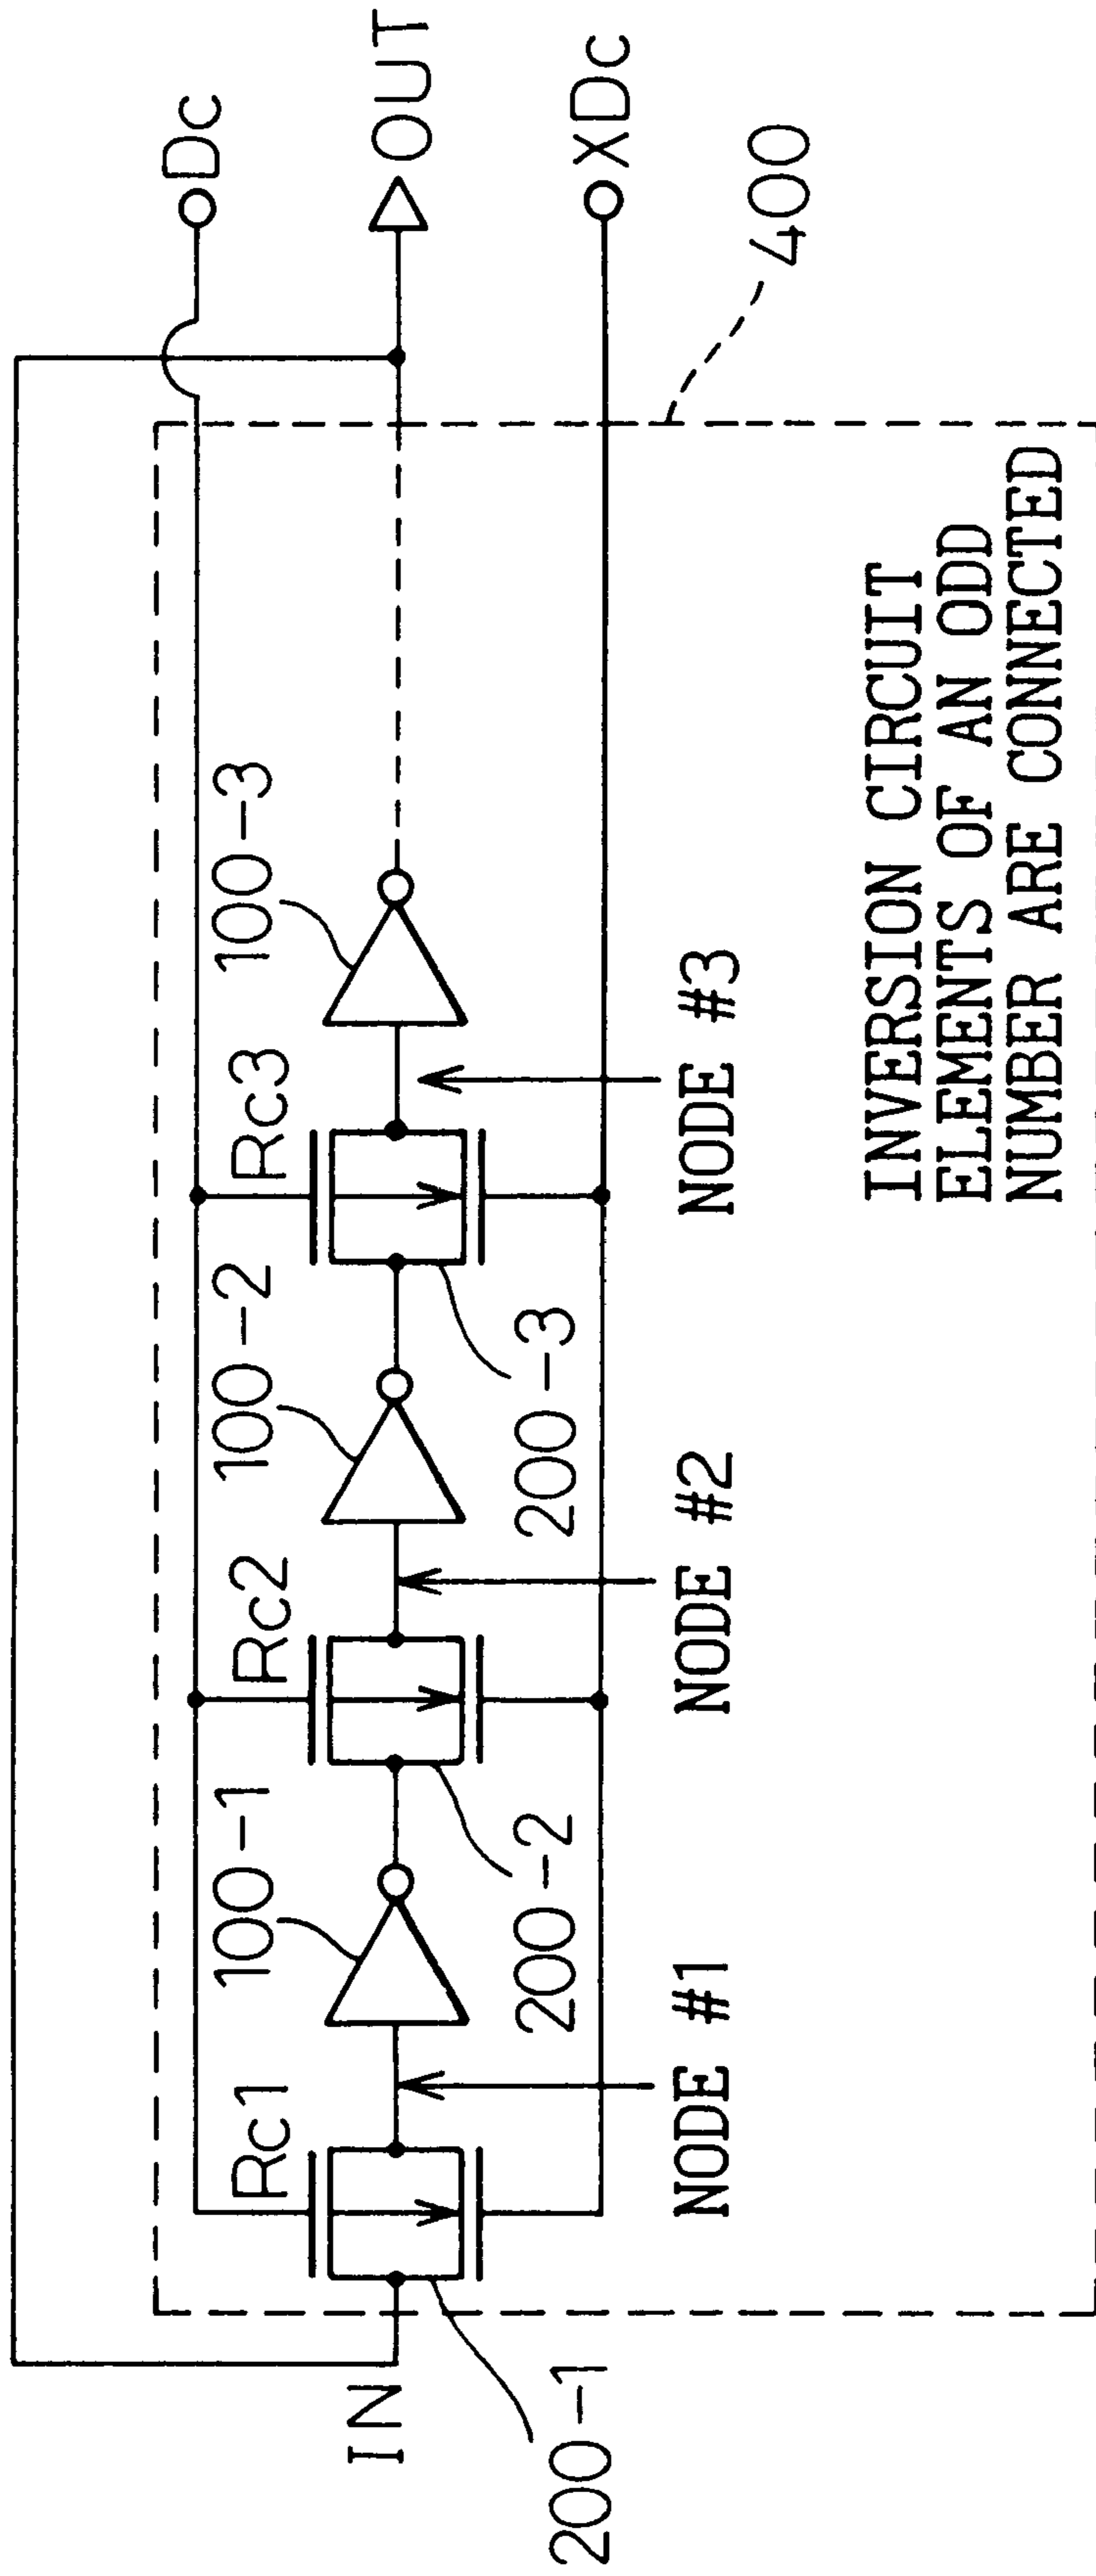 Dc
OUT
XDc
400
100-3
Rc3
NODE #3
100-2
200-3
Rc2
NODE #2
100-1
200-2
Rc1
NODE #1
IN
200-1
INVERSION CIRCUIT
ELEMENTS OF AN ODD
NUMBER ARE CONNECTED